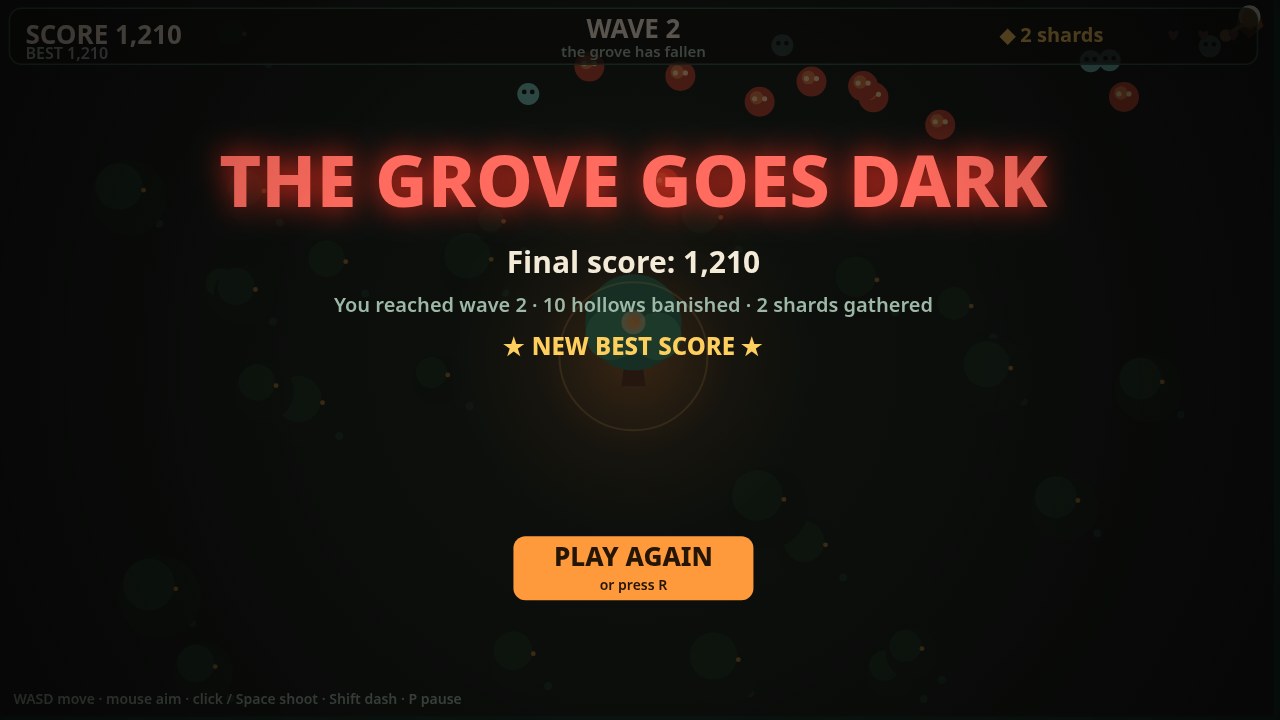 SCORE 1,210
BEST 1,210
WAVE 2
the grove has fallen
◆ 2 shards
THE GROVE GOES DARK
Final score: 1,210
You reached wave 2 · 10 hollows banished · 2 shards gathered
★ NEW BEST SCORE ★
PLAY AGAIN
or press R
WASD move · mouse aim · click / Space shoot · Shift dash · P pause